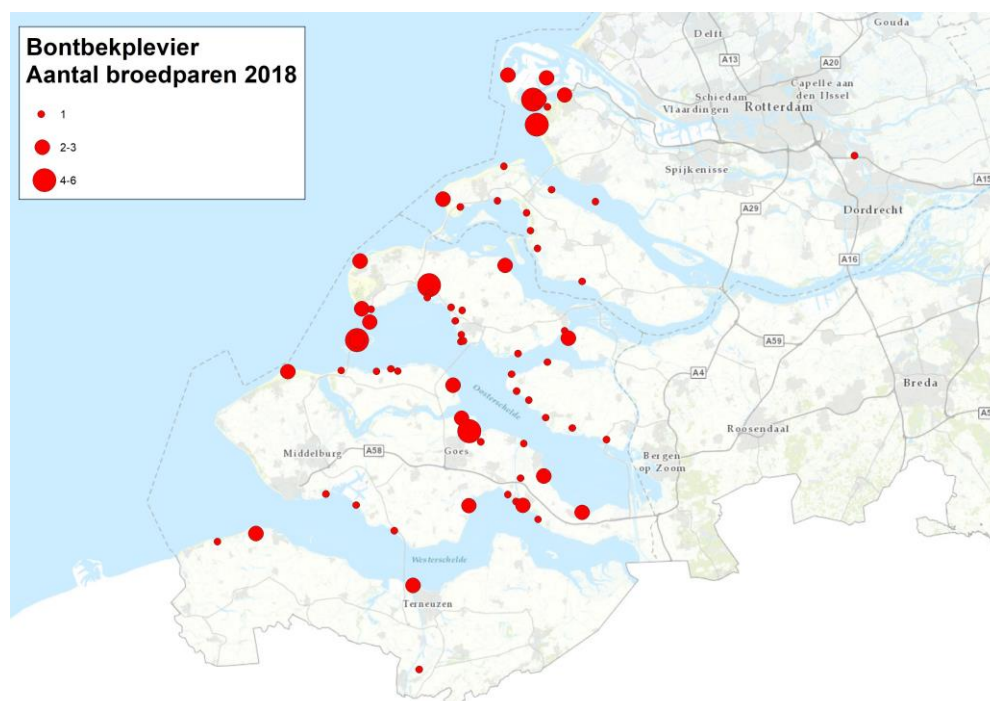 Bontbekplevier
Aantal broedparen 2018
1
2-3
4-6
Gouda
Delft
A13
A20
Capelle aan
den IJssel
Schiedam
Vlaardingen
Rotterdam
Spijkenisse
A15
A29
Dordrecht
A16
A59
A4
Breda
Oosterschelde
Roosendaal
A58
Middelburg
Goes
Bergen
op Zoom
Westerschelde
Terneuzen